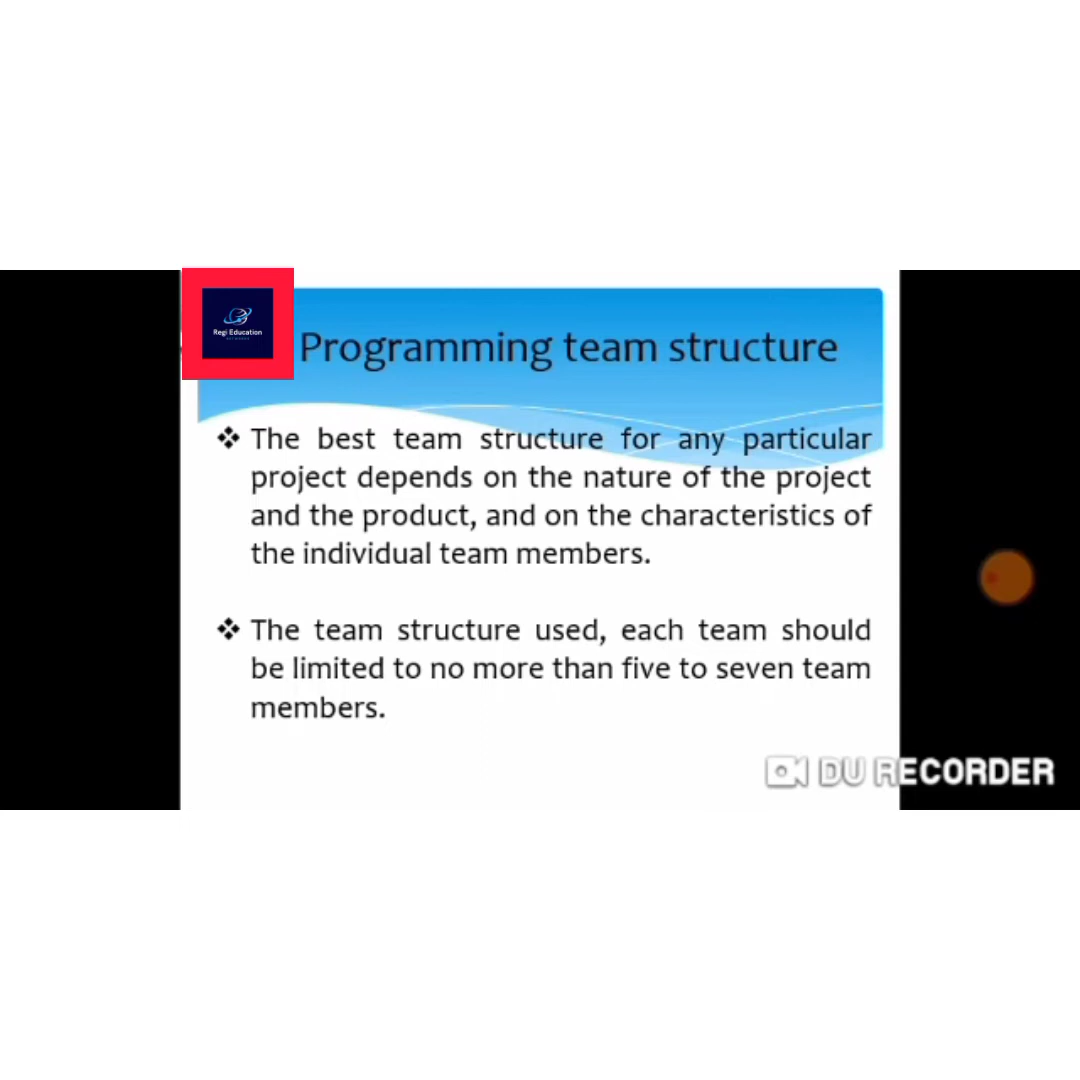 Regi Education
Programming team structure
❖ The best team structure for any particular
project depends on the nature of the project
and the product, and on the characteristics of
the individual team members.
❖ The team structure used, each team should
be limited to no more than five to seven team
members.
DU RECORDER